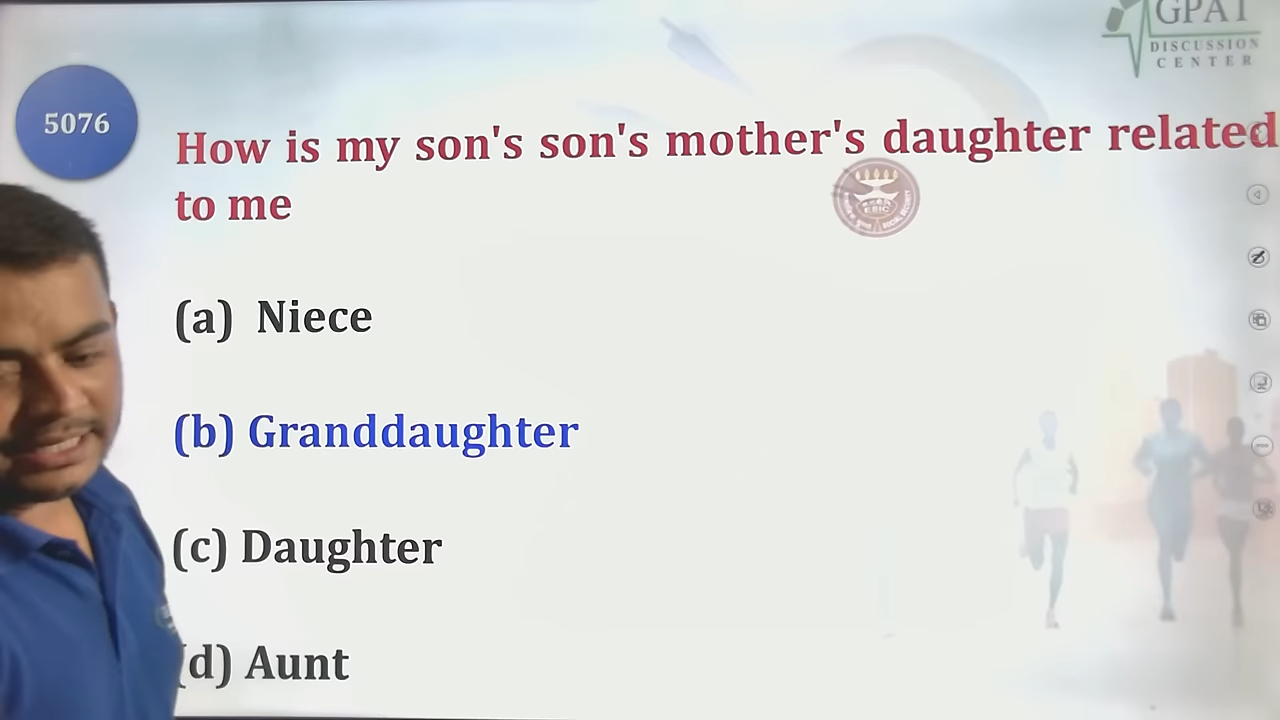 GPAT
DISCUSSION
CENTER
5076
How is my son's son's mother's daughter related
to me
(a) Niece
(b) Granddaughter
(c) Daughter
(d) Aunt